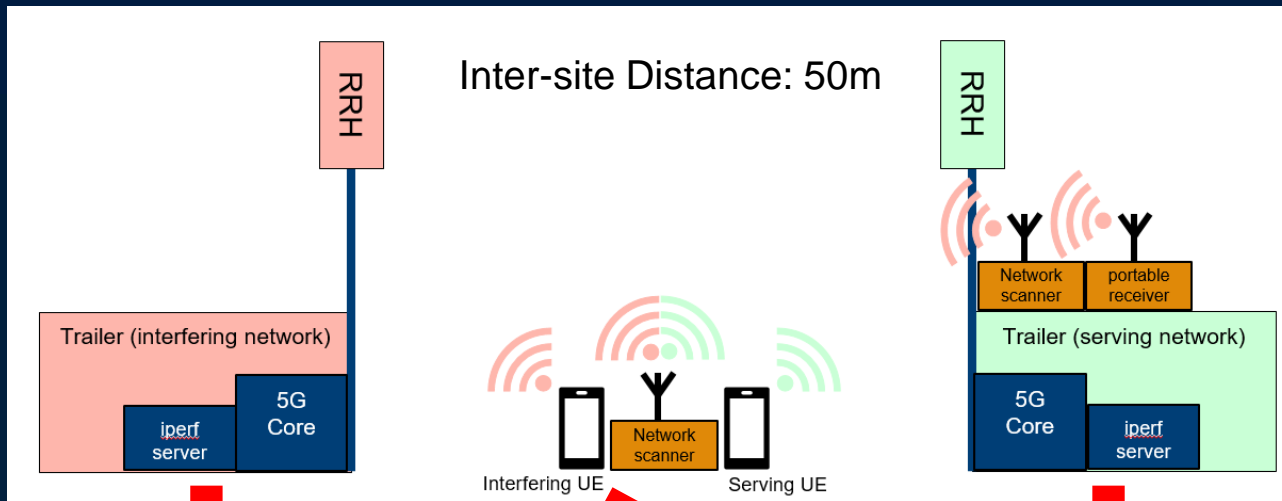 Inter-site Distance: 50m
RRH
RRH
Network
scanner
portable
receiver
Trailer (interfering network)
Trailer (serving network)
5G
Core
iperf
server
5G
Core
iperf
server
Network
scanner
Interfering UE
Serving UE